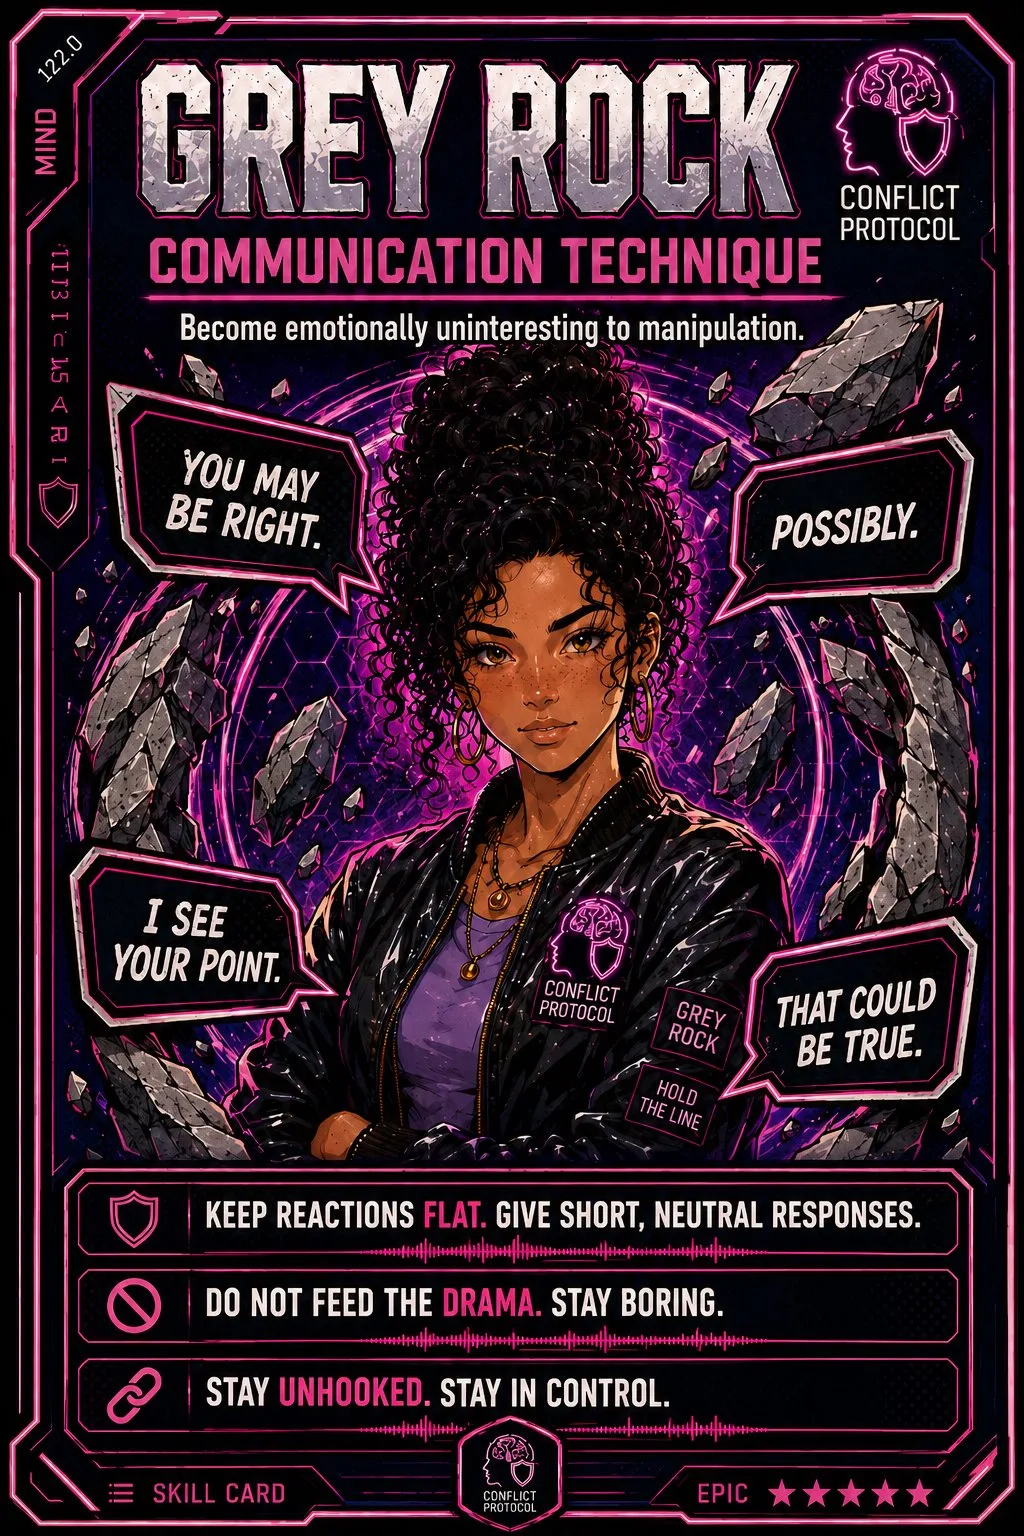 122.0
MIND
GREY ROCK
CONFLICT
PROTOCOL
COMMUNICATION TECHNIQUE
Become emotionally uninteresting to manipulation.
YOU MAY
BE RIGHT.
POSSIBLY.
I SEE
YOUR POINT.
CONFLICT
PROTOCOL
GREY
ROCK
HOLD
THE LINE
THAT COULD
BE TRUE.
KEEP REACTIONS FLAT. GIVE SHORT, NEUTRAL RESPONSES.
DO NOT FEED THE DRAMA. STAY BORING.
STAY UNHOOKED. STAY IN CONTROL.
SKILL CARD
CONFLICT
PROTOCOL
EPIC